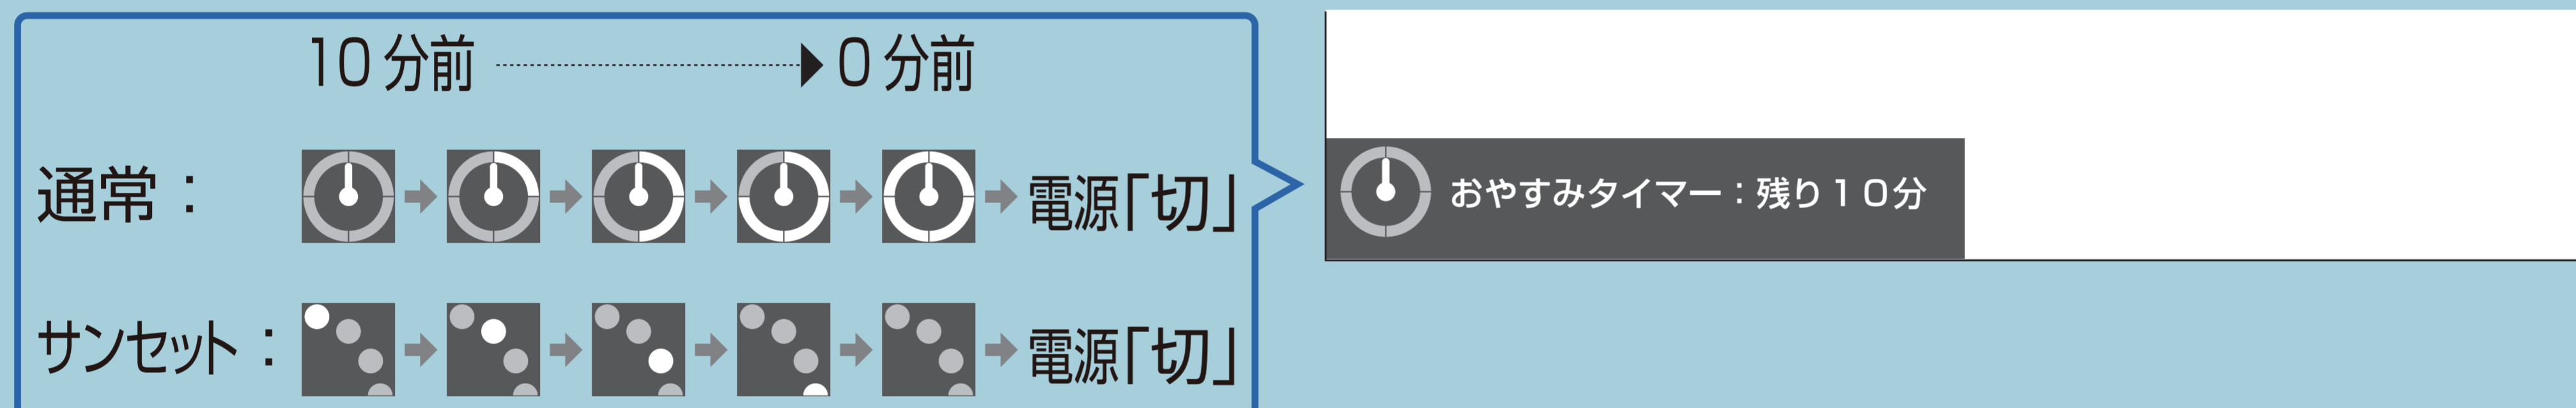 10分前 0分前
通常： 電源「切」
サンセット： 電源「切」
おやすみタイマー：残り１０分